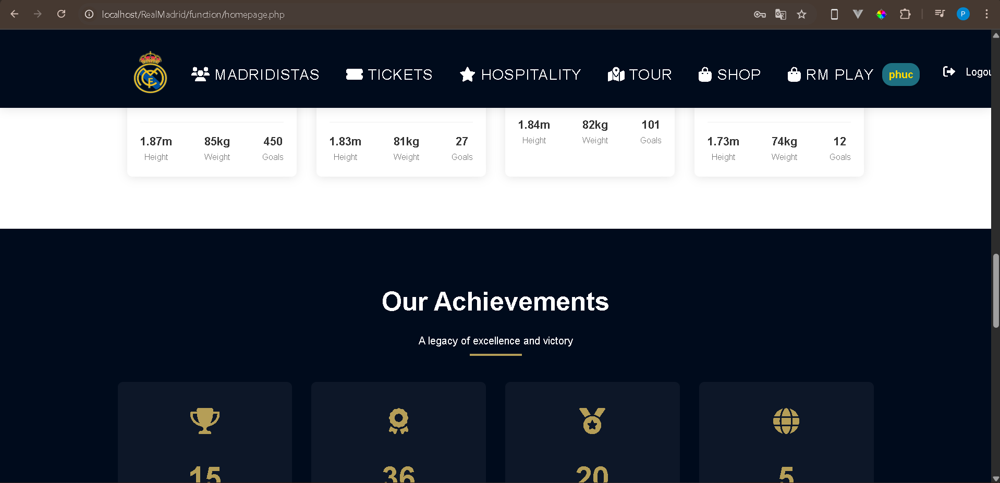 localhost/RealMadrid/function/homepage.php
P
MADRIDISTAS TICKETS HOSPITALITY TOUR SHOP RM PLAY phuc Logou
1.87m 85kg 450
Height Weight Goals
1.83m 81kg 27
Height Weight Goals
1.84m 82kg 101
Height Weight Goals
1.73m 74kg 12
Height Weight Goals
Our Achievements
A legacy of excellence and victory
15 36 20 5